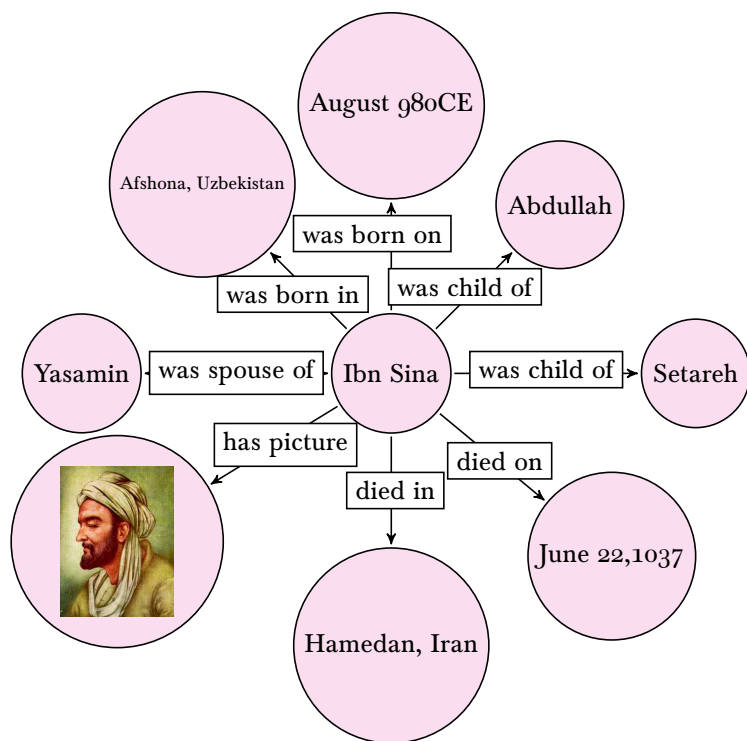 August 980CE
Afshona, Uzbekistan
Abdullah
was born on
was born in
was child of
Yasamin
was spouse of
Ibn Sina
was child of
Setareh
has picture
died on
died in
June 22,1037
Hamedan, Iran